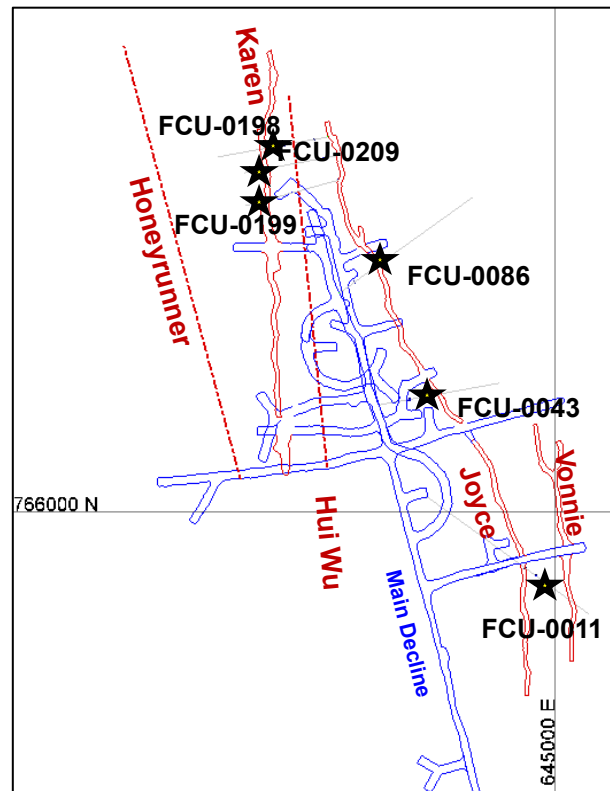 Karen
FCU-0198
FCU-0209
Honeyrunner
FCU-0199
FCU-0086
FCU-0043
Joyce
Vonnie
766000 N
Hui Wu
Main Decline
FCU-0011
645000 E